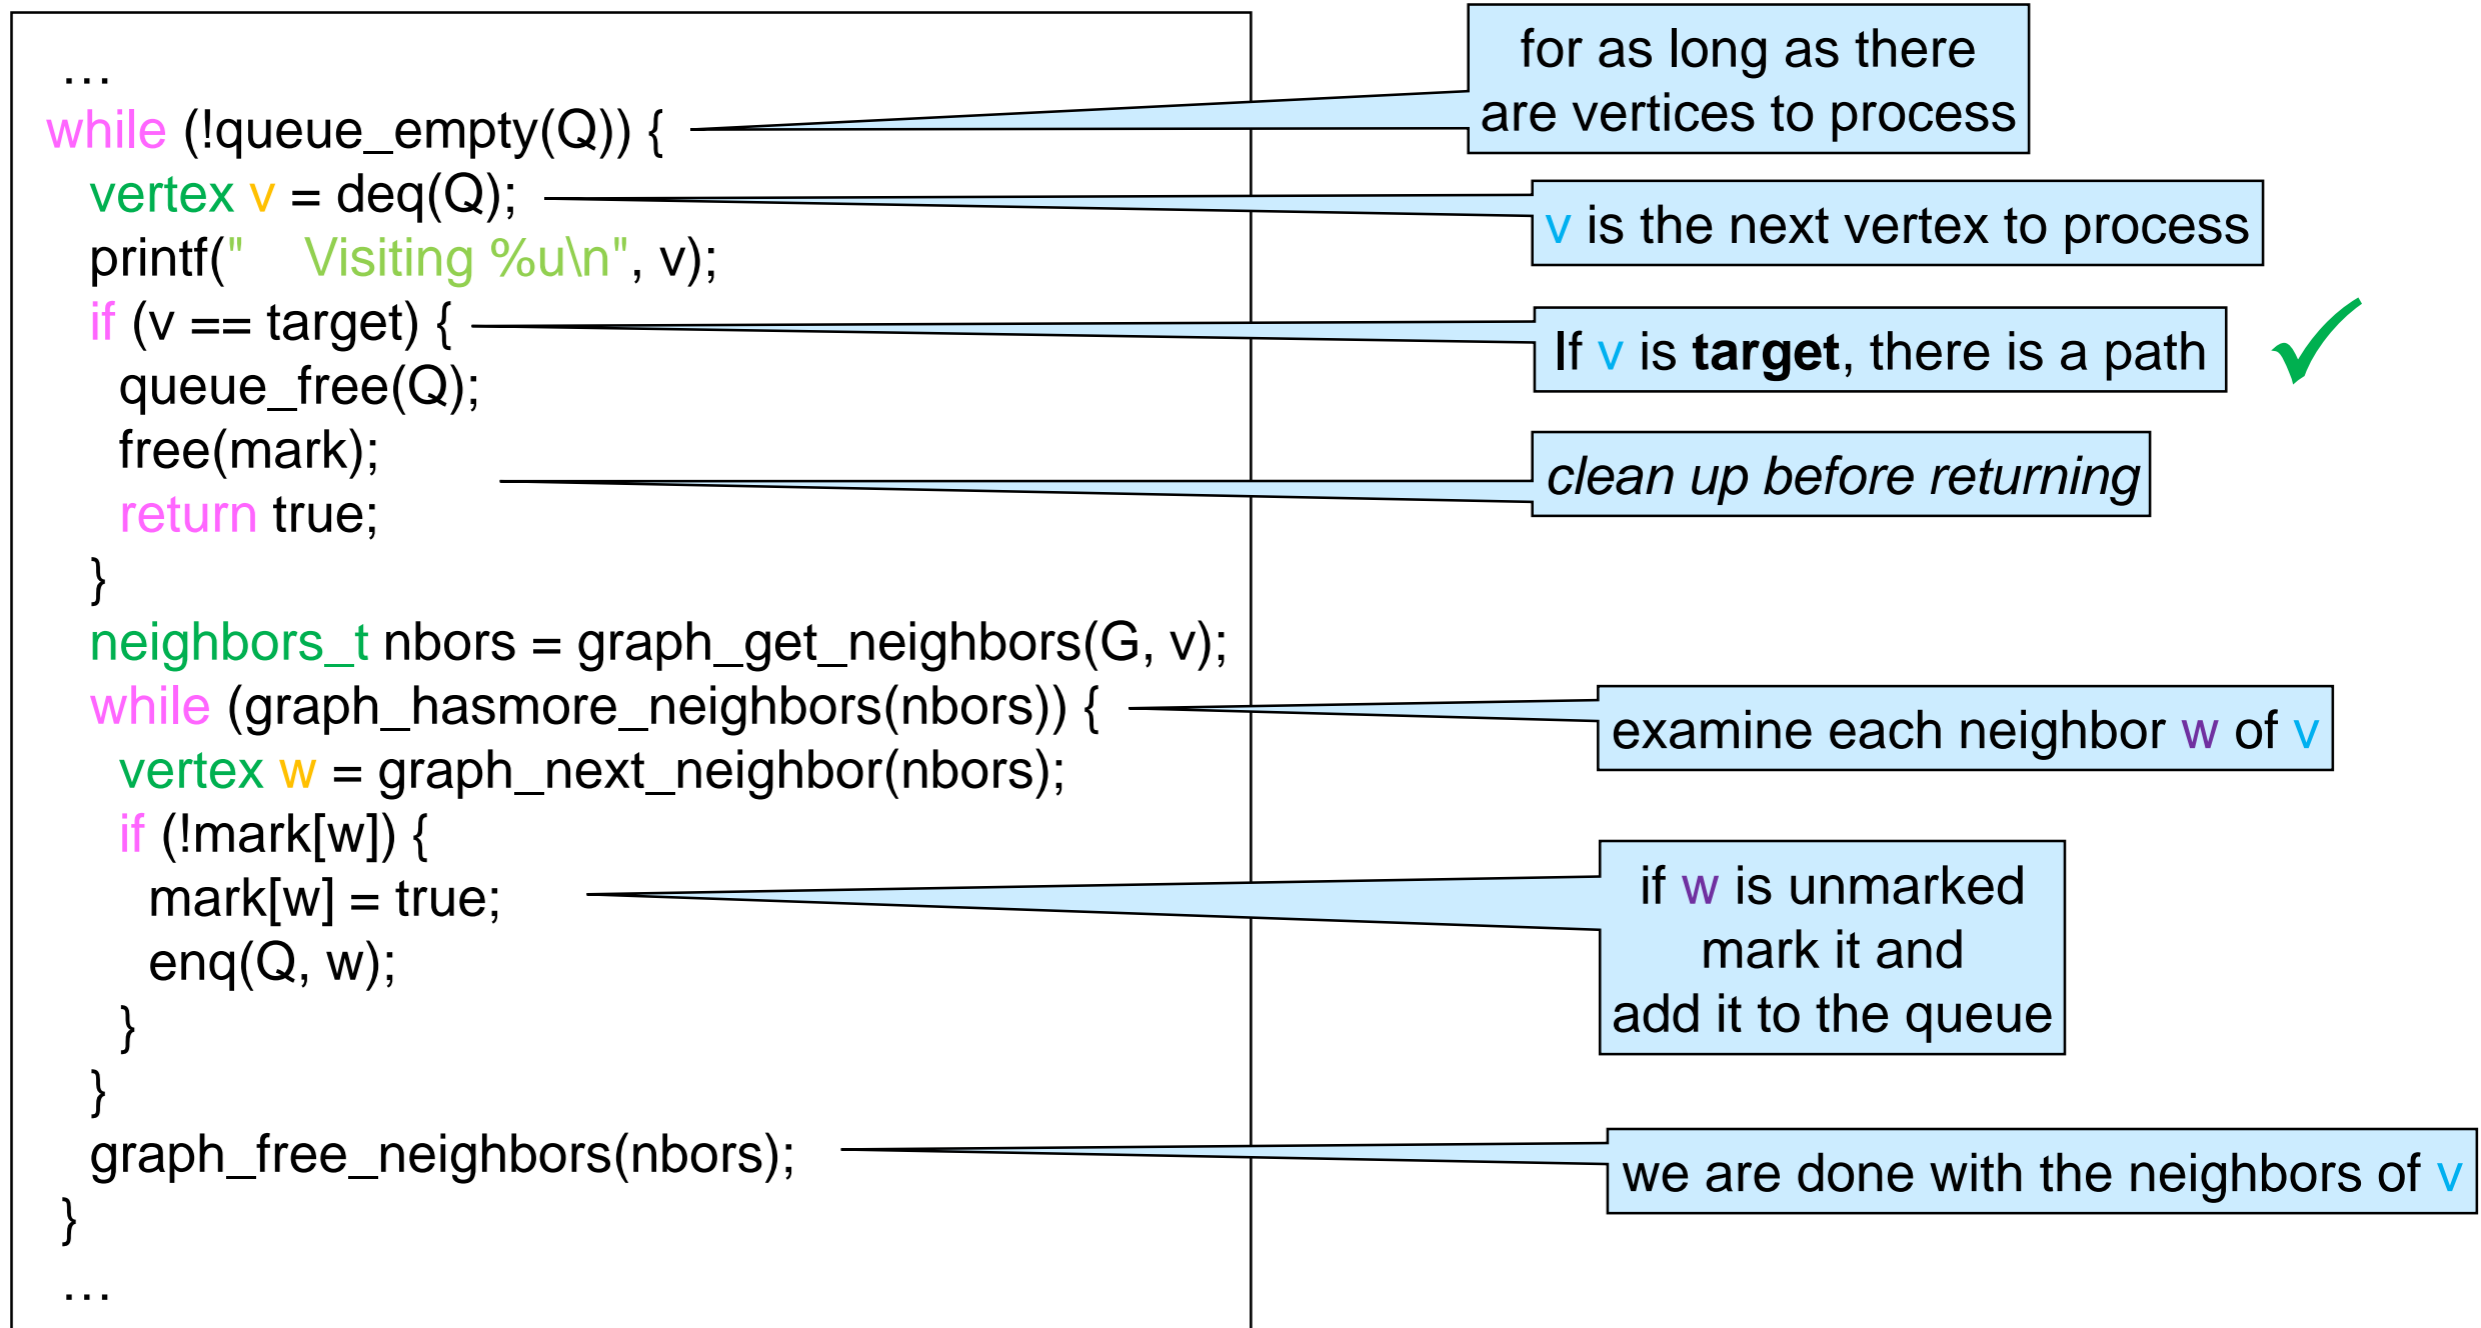 …
while (!queue_empty(Q)) {
vertex v = deq(Q);
printf("    Visiting %u\n", v);
if (v == target) {
queue_free(Q);
free(mark);
return true;
}
neighbors_t nbors = graph_get_neighbors(G, v);
while (graph_hasmore_neighbors(nbors)) {
vertex w = graph_next_neighbor(nbors);
if (!mark[w]) {
mark[w] = true;
enq(Q, w);
}
}
graph_free_neighbors(nbors);
}
…
for as long as there
are vertices to process
v is the next vertex to process
If v is target, there is a path
clean up before returning
examine each neighbor w of v
if w is unmarked
mark it and
add it to the queue
we are done with the neighbors of v